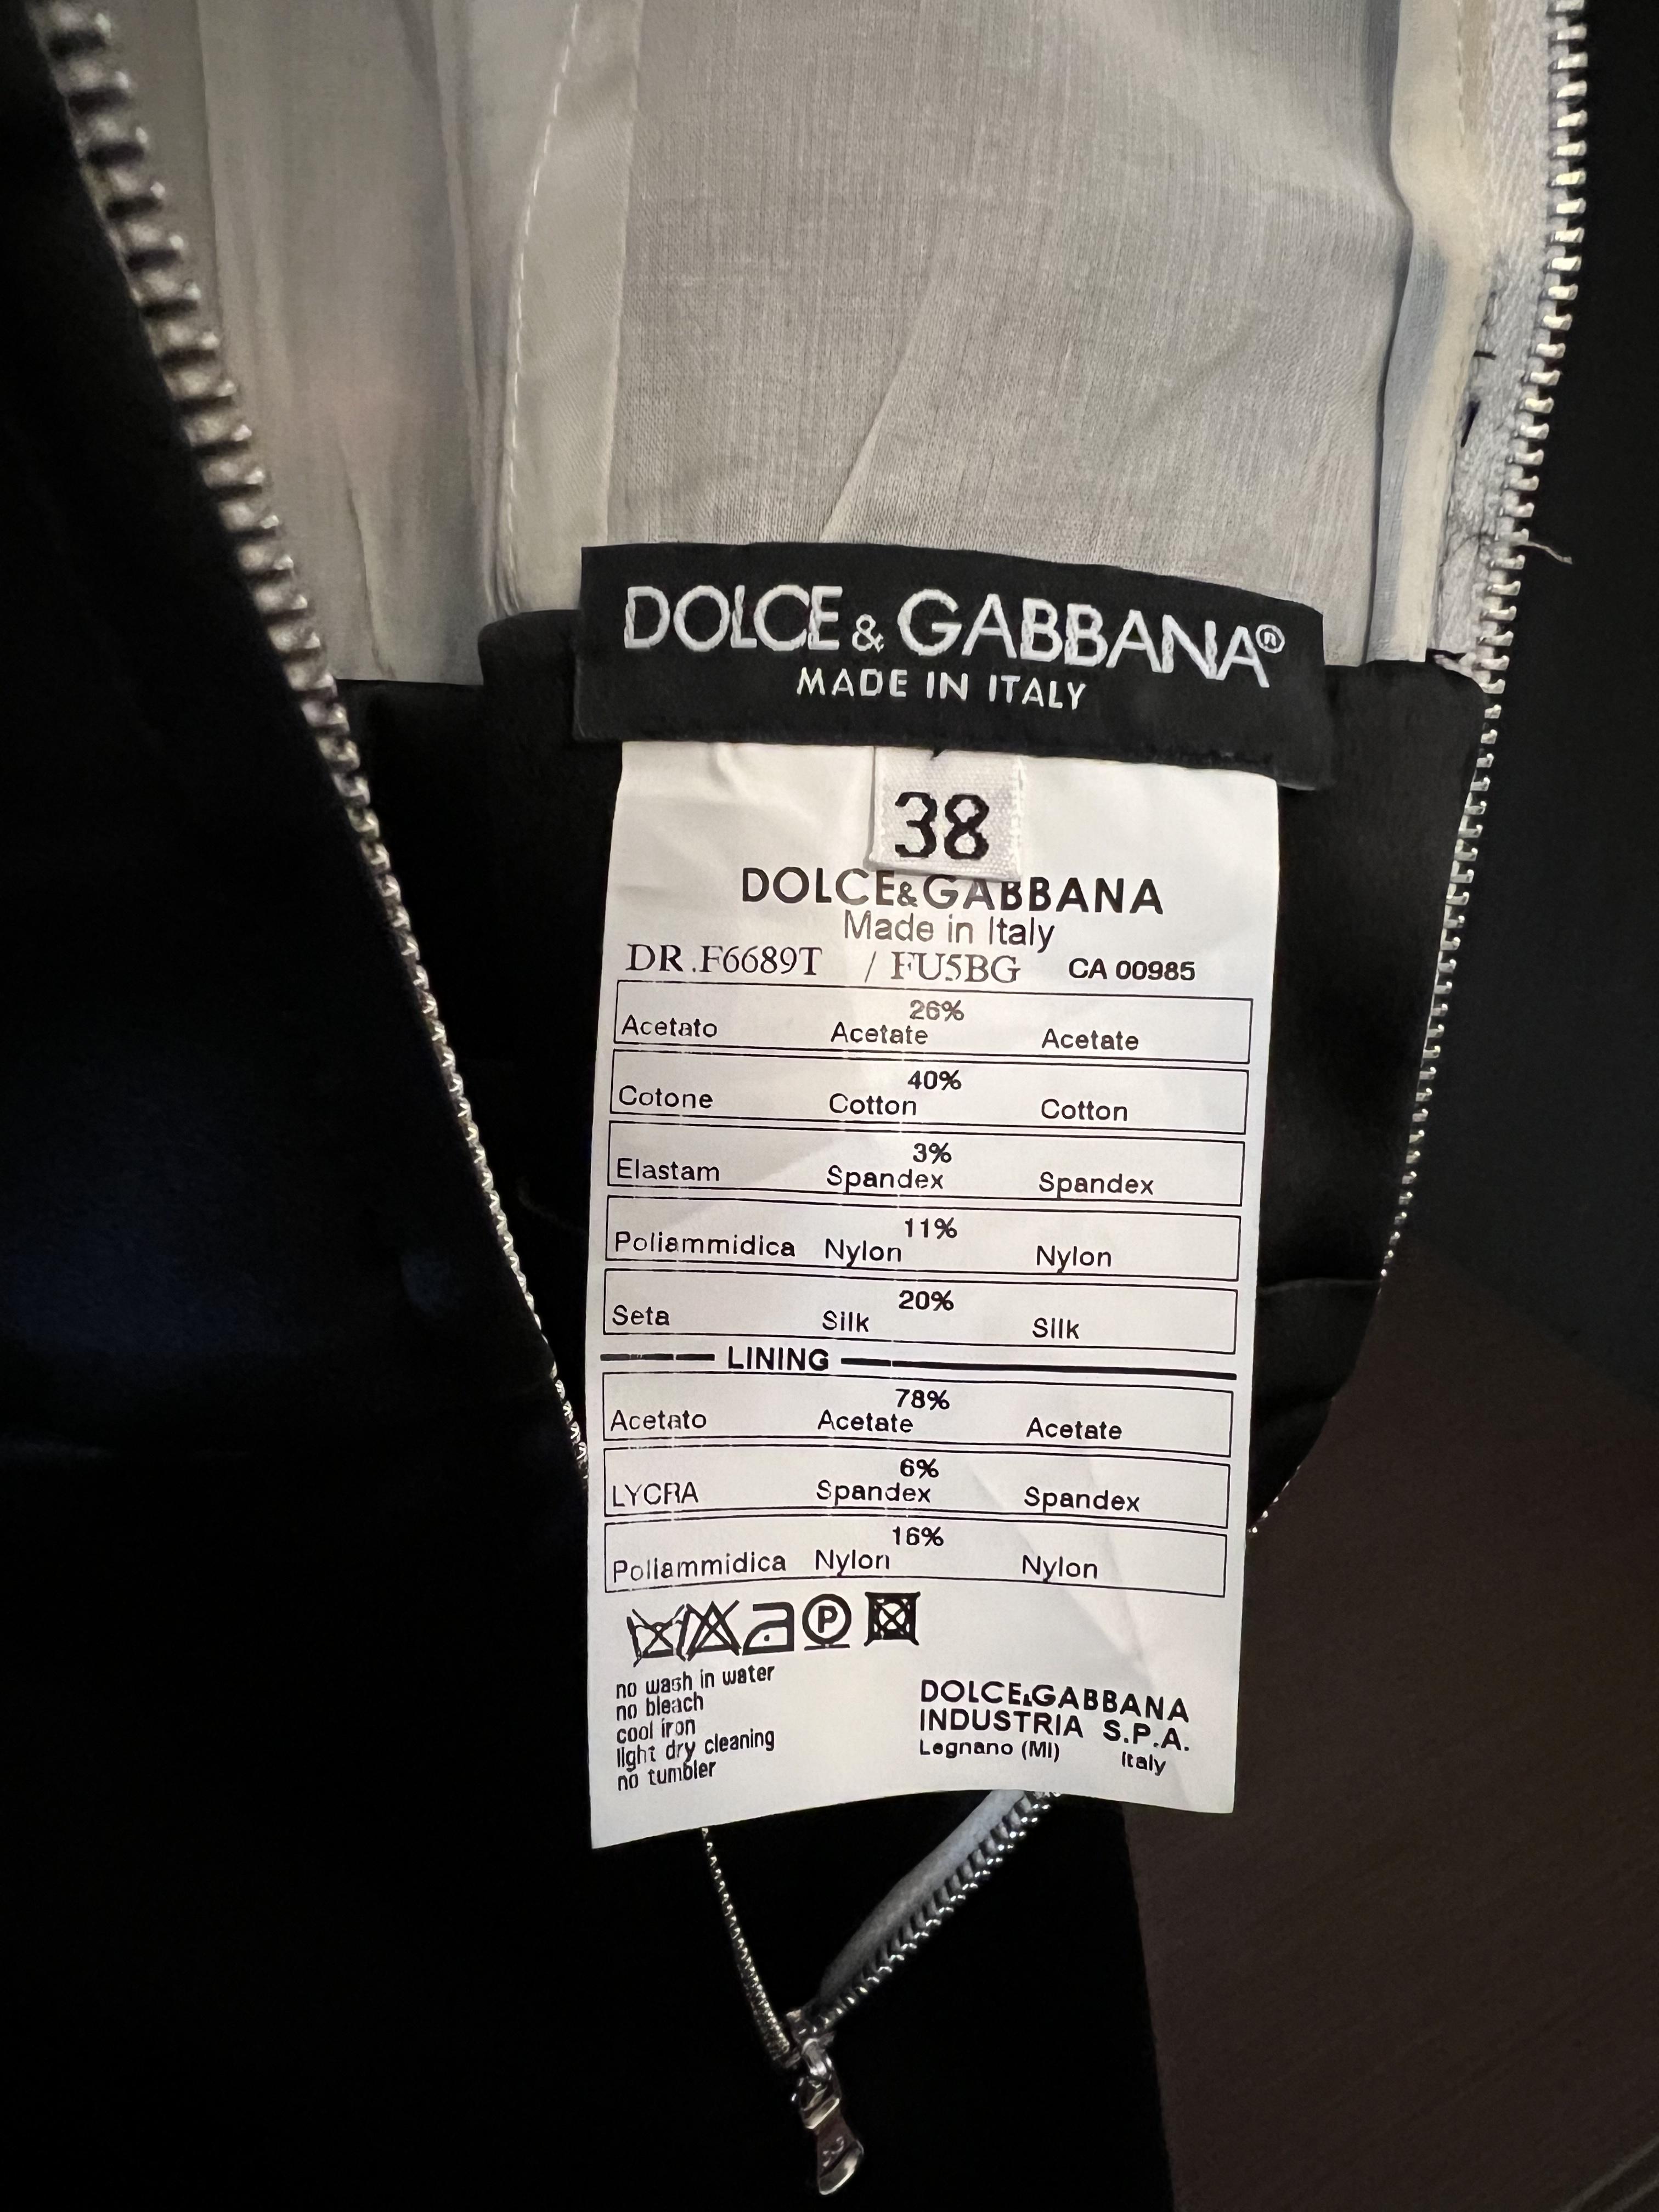 DOLCE & GABBANA®
MADE IN ITALY
38
DOLCE&GABBANA
Made in Italy
DR.F6689T / FU5BG CA 00985
26%
Acetato Acetate Acetate
40%
Cotone Cotton Cotton
3%
Elastam Spandex Spandex
11%
Poliammidica Nylon Nylon
20%
Seta Silk Silk
LINING
78%
Acetato Acetate Acetate
6%
LYCRA Spandex Spandex
16%
Poliammidica Nylon Nylon
P
no wash in water
no bleach
cool iron
light dry cleaning
no tumbler
DOLCE&GABBANA
INDUSTRIA S.P.A.
Legnano (MI) Italy